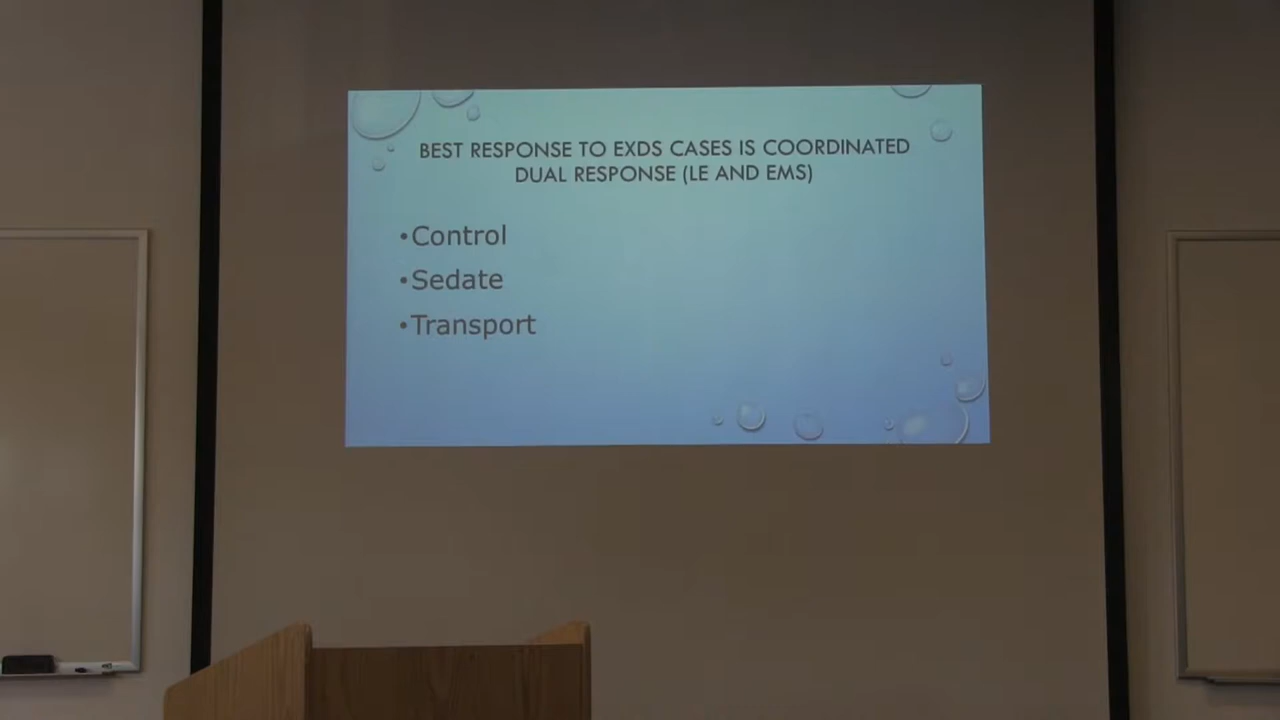 BEST RESPONSE TO EXDS CASES IS COORDINATED
DUAL RESPONSE (LE AND EMS)
•Control
•Sedate
•Transport